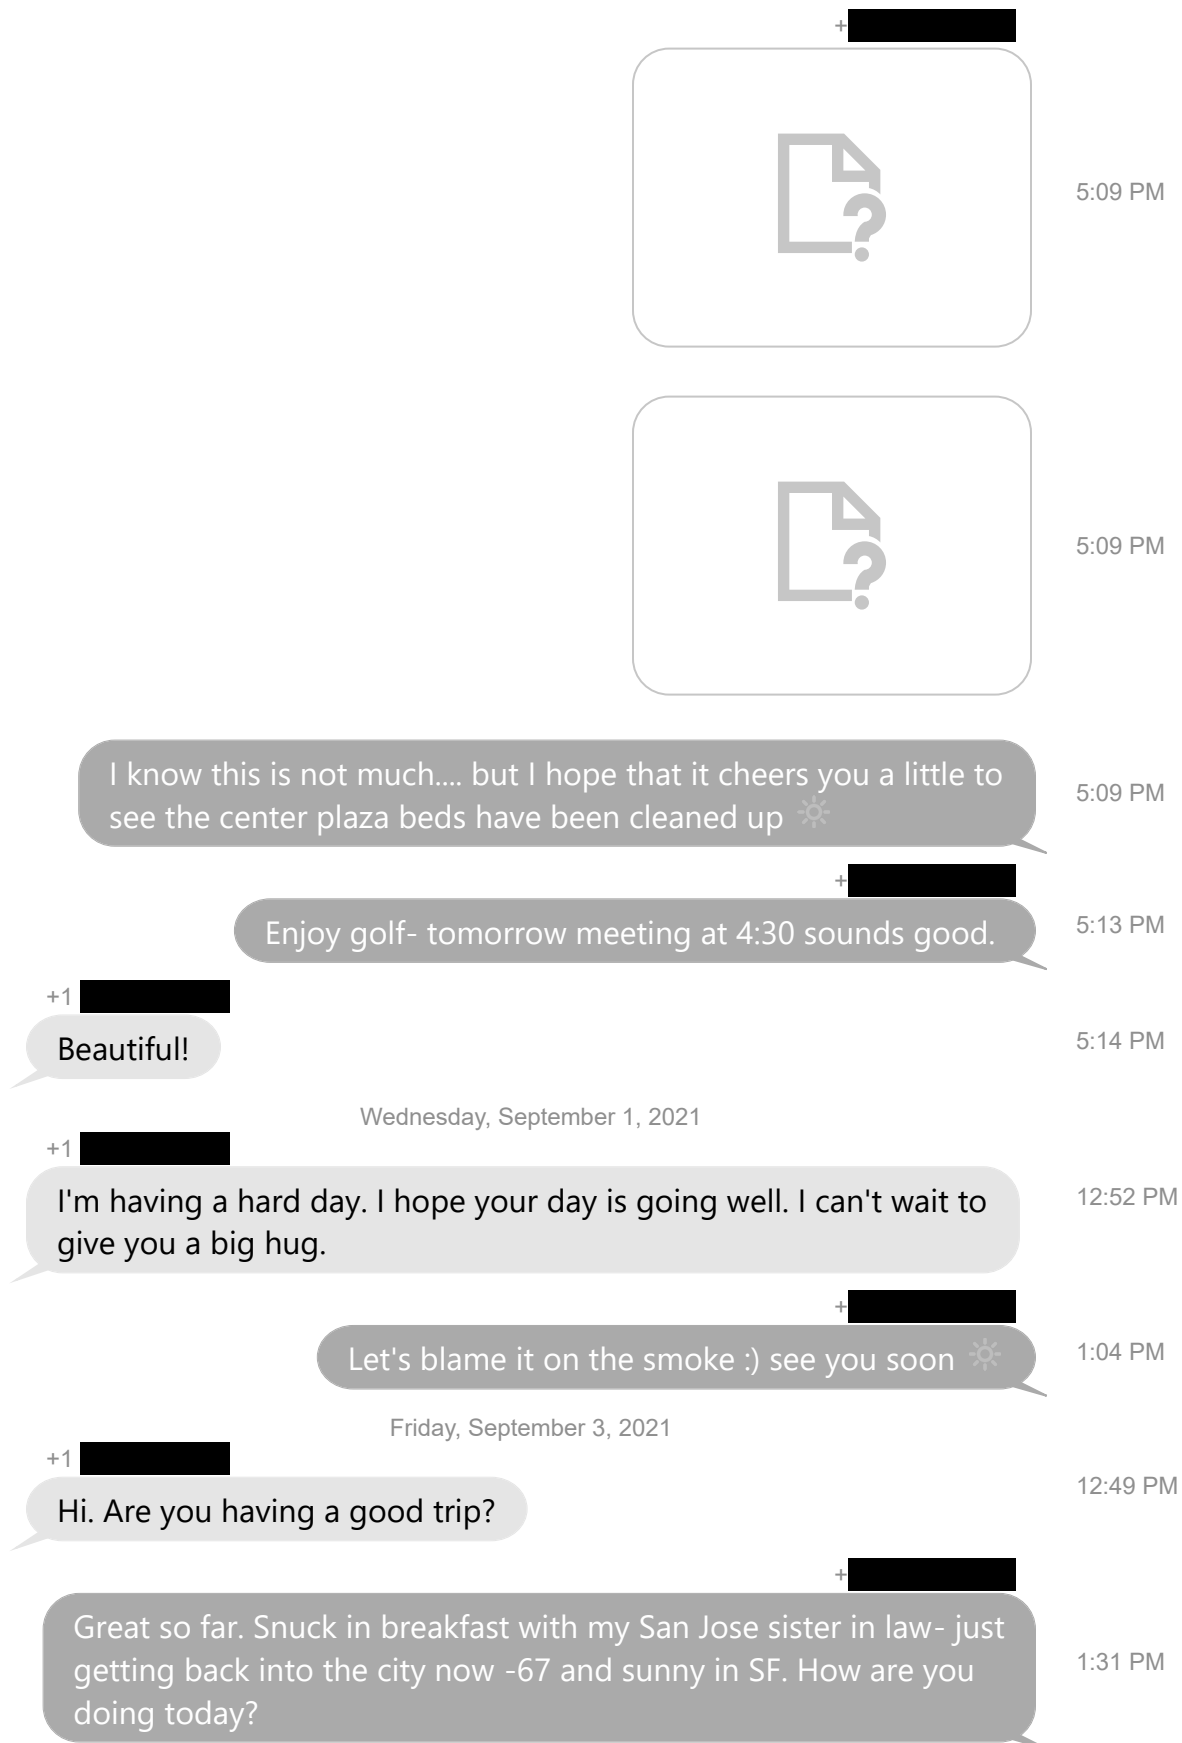 +
5:09 PM
5:09 PM
I know this is not much.... but I hope that it cheers you a little to
see the center plaza beds have been cleaned up
5:09 PM
+
Enjoy golf- tomorrow meeting at 4:30 sounds good.
5:13 PM
+1
Beautiful!
5:14 PM
Wednesday, September 1, 2021
+1
I'm having a hard day. I hope your day is going well. I can't wait to
give you a big hug.
12:52 PM
+
Let's blame it on the smoke :) see you soon
1:04 PM
Friday, September 3, 2021
+1
Hi. Are you having a good trip?
12:49 PM
+
Great so far. Snuck in breakfast with my San Jose sister in law- just
getting back into the city now -67 and sunny in SF. How are you
doing today?
1:31 PM